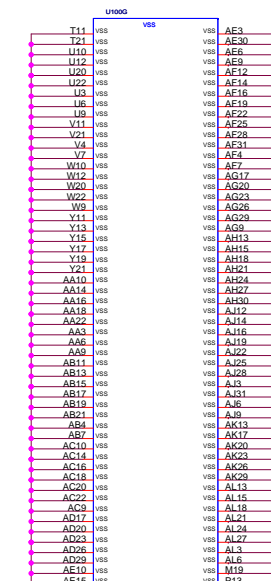 U100G
VSS
T11 VSS VSS AE3
T21 VSS VSS AE30
U10 VSS VSS AE6
U12 VSS VSS AE9
U20 VSS VSS AF12
U22 VSS VSS AF14
U3 VSS VSS AF16
U6 VSS VSS AF19
U9 VSS VSS AF22
V11 VSS VSS AF25
V21 VSS VSS AF28
V4 VSS VSS AF31
V7 VSS VSS AF4
W10 VSS VSS AF7
W12 VSS VSS AG17
W20 VSS VSS AG20
W22 VSS VSS AG23
W9 VSS VSS AG26
Y11 VSS VSS AG29
Y13 VSS VSS AG9
Y15 VSS VSS AH13
Y17 VSS VSS AH15
Y19 VSS VSS AH18
Y21 VSS VSS AH21
AA10 VSS VSS AH24
AA14 VSS VSS AH27
AA16 VSS VSS AH30
AA18 VSS VSS AJ12
AA22 VSS VSS AJ14
AA3 VSS VSS AJ16
AA6 VSS VSS AJ19
AA9 VSS VSS AJ22
AB11 VSS VSS AJ25
AB13 VSS VSS AJ28
AB15 VSS VSS AJ3
AB17 VSS VSS AJ31
AB19 VSS VSS AJ6
AB21 VSS VSS AJ9
AB4 VSS VSS AK13
AB7 VSS VSS AK17
AC10 VSS VSS AK20
AC14 VSS VSS AK23
AC16 VSS VSS AK26
AC18 VSS VSS AK29
AC20 VSS VSS AL13
AC22 VSS VSS AL15
AC9 VSS VSS AL18
AD17 VSS VSS AL21
AD20 VSS VSS AL24
AD23 VSS VSS AL27
AD26 VSS VSS AL3
AD29 VSS VSS AL6
AE10 VSS VSS M19
AE15 VSS VSS P13